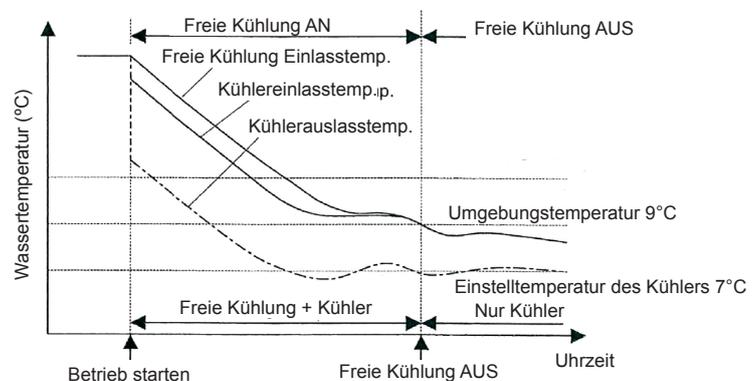 Freie Kühlung AN
Freie Kühlung AUS
Freie Kühlung Einlasstemp.
Kühlereinlasstemp.p.
Kühlerauslasstemp.
Wassertemperatur (°C)
Umgebungstemperatur 9°C
Einstelltemperatur des Kühlers 7°C
Freie Kühlung + Kühler
Nur Kühler
Uhrzeit
Betrieb starten
Freie Kühlung AUS